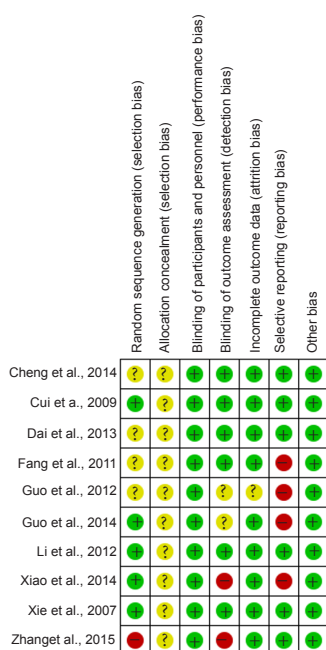 Random sequence generation (selection bias)
Allocation concealment (selection bias)
Blinding of participants and personnel (performance bias)
Blinding of outcome assessment (detection bias)
Incomplete outcome data (attrition bias)
Selective reporting (reporting bias)
Other bias
Cheng et al., 2014 ? ? + + + + +
Cui et a., 2009 + ? + + + + +
Dai et al., 2013 ? ? + + + + +
Fang et al., 2011 ? ? + + + - +
Guo et al., 2012 ? ? + ? ? - +
Guo et al., 2014 + ? + ? + - +
Li et al., 2012 + ? + + + + +
Xiao et al., 2014 + ? + - + - +
Xie et al., 2007 + ? + + + + +
Zhanget al., 2015 - ? + - + + +